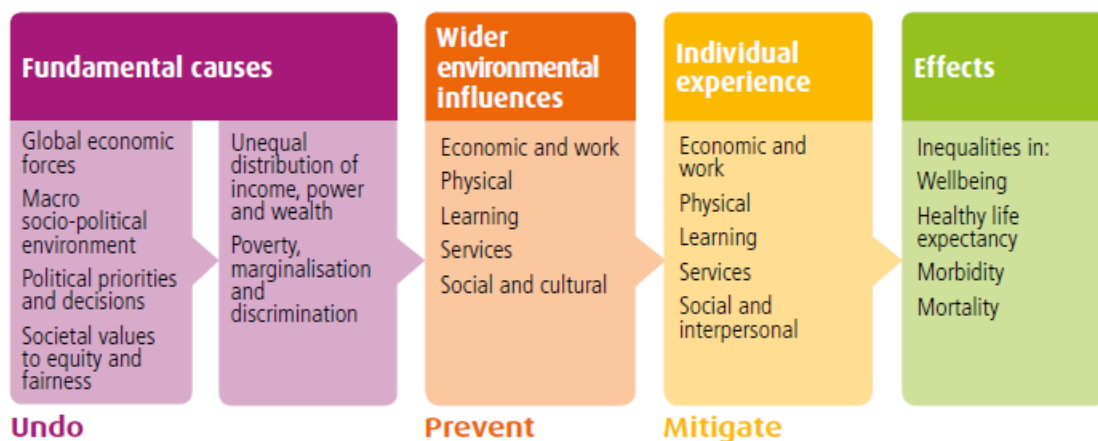 Fundamental causes
Global economic
forces
Macro
socio-political
environment
Political priorities
and decisions
Societal values
to equity and
fairness
Unequal
distribution of
income, power
and wealth
Poverty,
marginalisation
and
discrimination
Undo
Wider
environmental
influences
Economic and work
Physical
Learning
Services
Social and cultural
Prevent
Individual
experience
Economic and
work
Physical
Learning
Services
Social and
interpersonal
Mitigate
Effects
Inequalities in:
Wellbeing
Healthy life
expectancy
Morbidity
Mortality